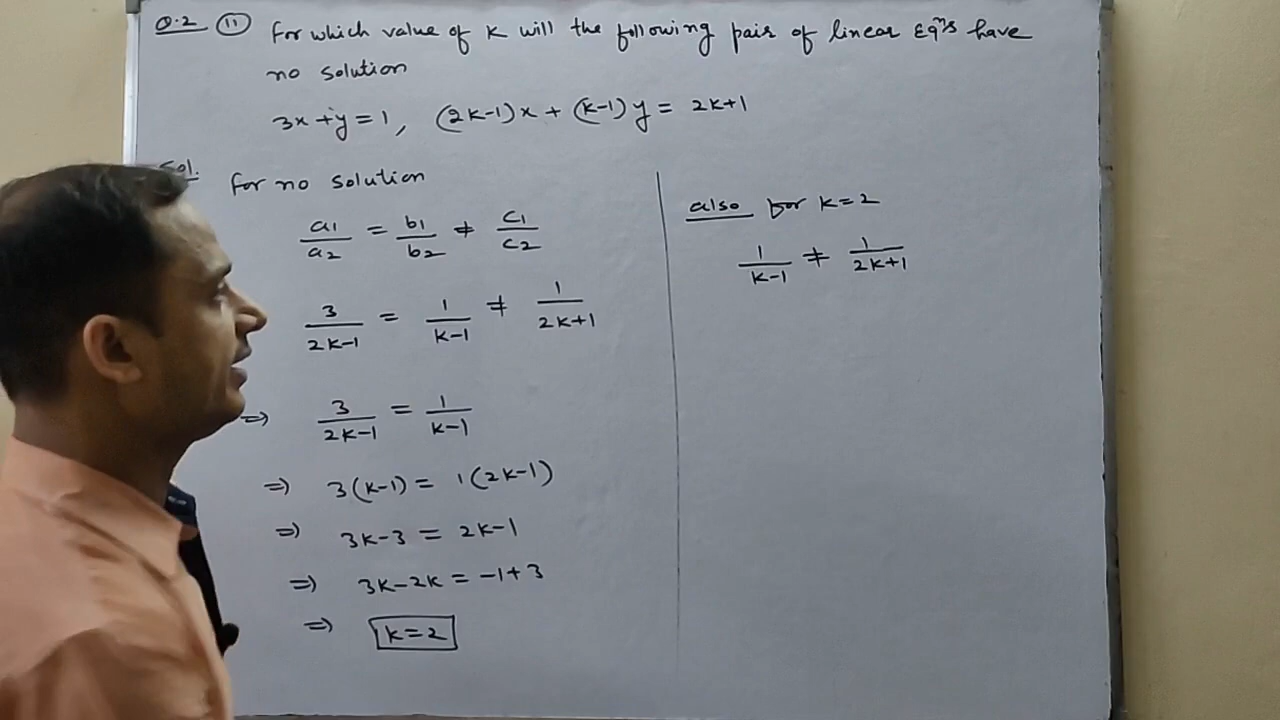 Q.2 (ii) for which value of K will the following pair of linear Eqⁿs have
no solution
3x+y=1, (2K-1)x + (K-1)y = 2K+1
Sol.
for no solution
a₁/a₂ = b₁/b₂ ≠ c₁/c₂
3/(2K-1) = 1/(K-1) ≠ 1/(2K+1)
⇒ 3/(2K-1) = 1/(K-1)
⇒ 3(K-1) = 1(2K-1)
⇒ 3K-3 = 2K-1
⇒ 3K-2K = -1+3
⇒ K=2
also for K=2
1/(K-1) ≠ 1/(2K+1)